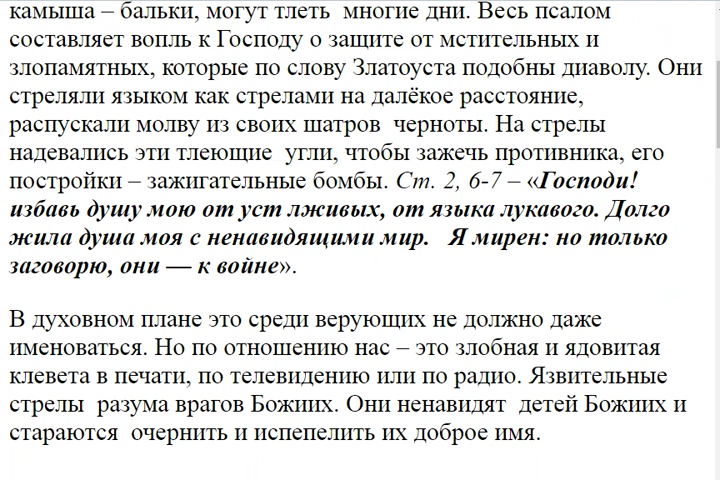 камыша – бальки, могут тлеть  многие дни. Весь псалом
составляет вопль к Господу о защите от мстительных и
злопамятных, которые по слову Златоуста подобны диаволу. Они
стреляли языком как стрелами на далёкое расстояние,
распускали молву из своих шатров  черноты. На стрелы
надевались эти тлеющие  угли, чтобы зажечь противника, его
постройки – зажигательные бомбы. Ст. 2, 6-7 – «Господи!
избавь душу мою от уст лживых, от языка лукавого. Долго
жила душа моя с ненавидящими мир.   Я мирен: но только
заговорю, они — к войне».
В духовном плане это среди верующих не должно даже
именоваться. Но по отношению нас – это злобная и ядовитая
клевета в печати, по телевидению или по радио. Язвительные
стрелы  разума врагов Божиих. Они ненавидят  детей Божиих и
стараются  очернить и испепелить их доброе имя.